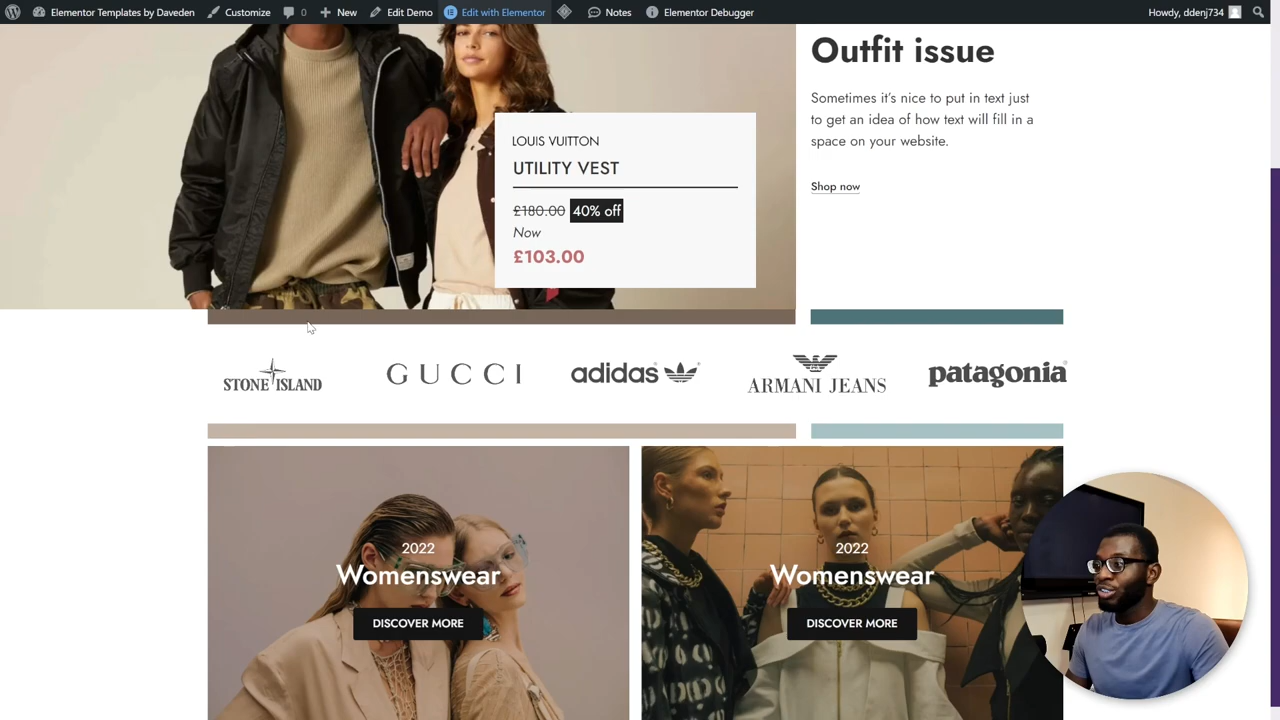 Elementor Templates by Daveden Customize 0 New Edit Demo Edit with Elementor Notes Elementor Debugger Howdy, ddenj734
Outfit issue
Sometimes it's nice to put in text just
to get an idea of how text will fill in a
space on your website.
Shop now
LOUIS VUITTON
UTILITY VEST
£180.00 40% off
Now
£103.00
STONE ISLAND GUCCI adidas ARMANI JEANS patagonia
2022
Womenswear
DISCOVER MORE
2022
Womenswear
DISCOVER MORE